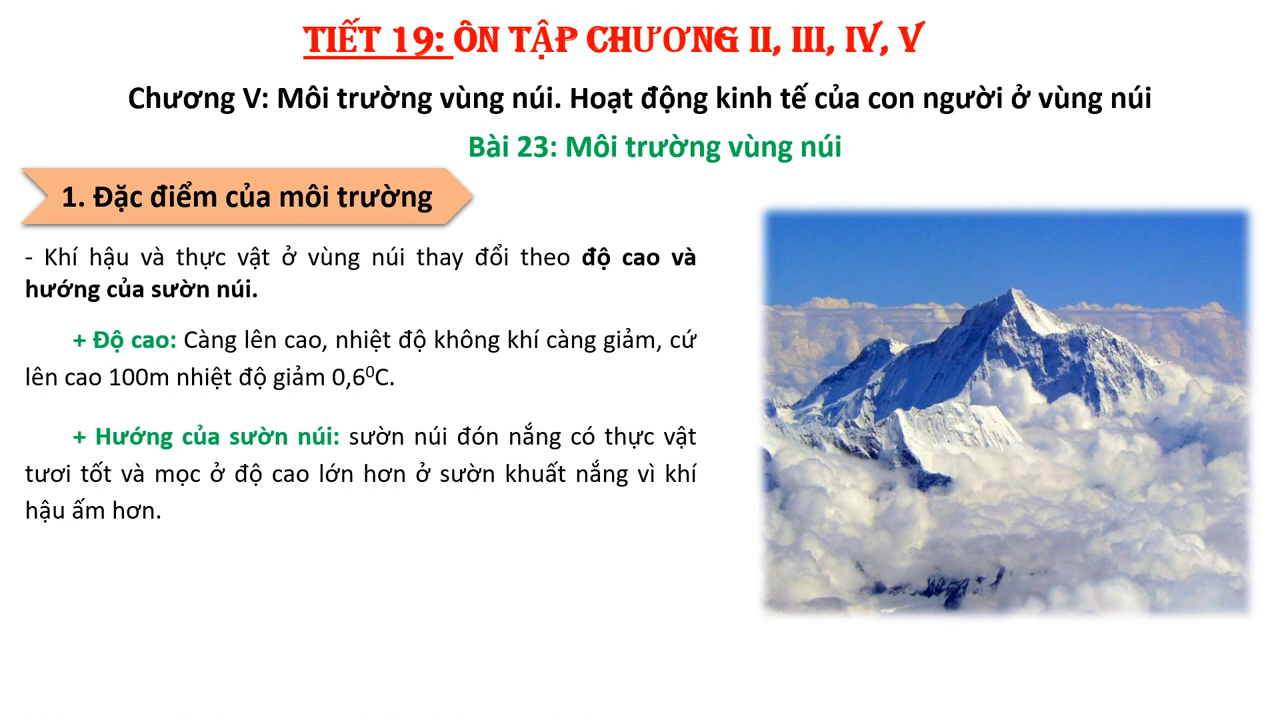 TIẾT 19: ÔN TẬP CHƯƠNG II, III, IV, V
Chương V: Môi trường vùng núi. Hoạt động kinh tế của con người ở vùng núi
Bài 23: Môi trường vùng núi
1. Đặc điểm của môi trường
- Khí hậu và thực vật ở vùng núi thay đổi theo độ cao và
hướng của sườn núi.
+ Độ cao: Càng lên cao, nhiệt độ không khí càng giảm, cứ
lên cao 100m nhiệt độ giảm 0,6⁰C.
+ Hướng của sườn núi: sườn núi đón nắng có thực vật
tươi tốt và mọc ở độ cao lớn hơn ở sườn khuất nắng vì khí
hậu ấm hơn.